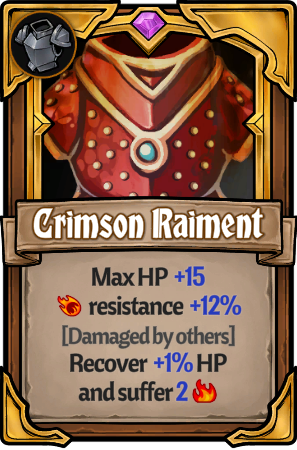 Crimson Raiment
Max HP +15
resistance +12%
[Damaged by others]
Recover +1% HP
and suffer 2